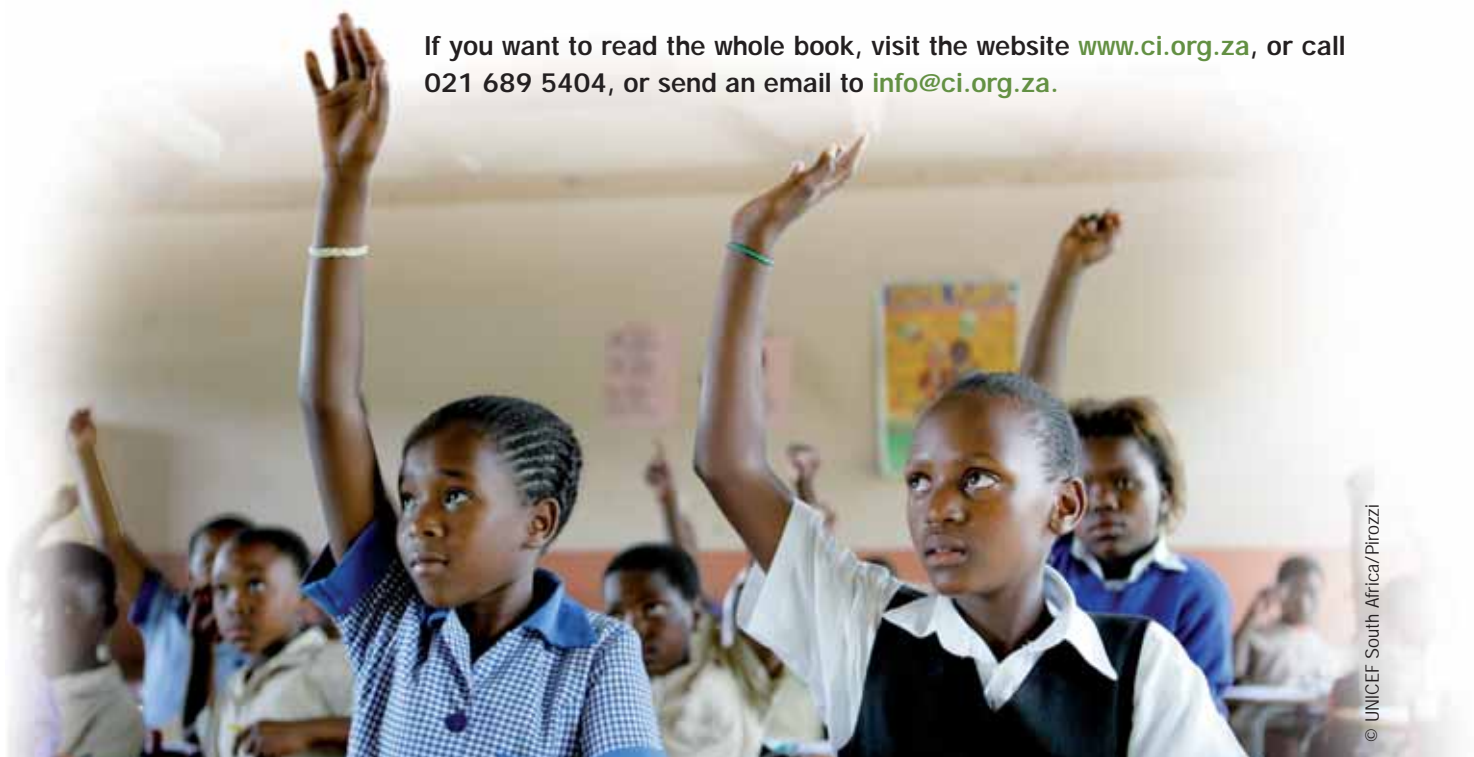 If you want to read the whole book, visit the website www.ci.org.za, or call
021 689 5404, or send an email to info@ci.org.za.
© UNICEF South Africa/Pirozzi